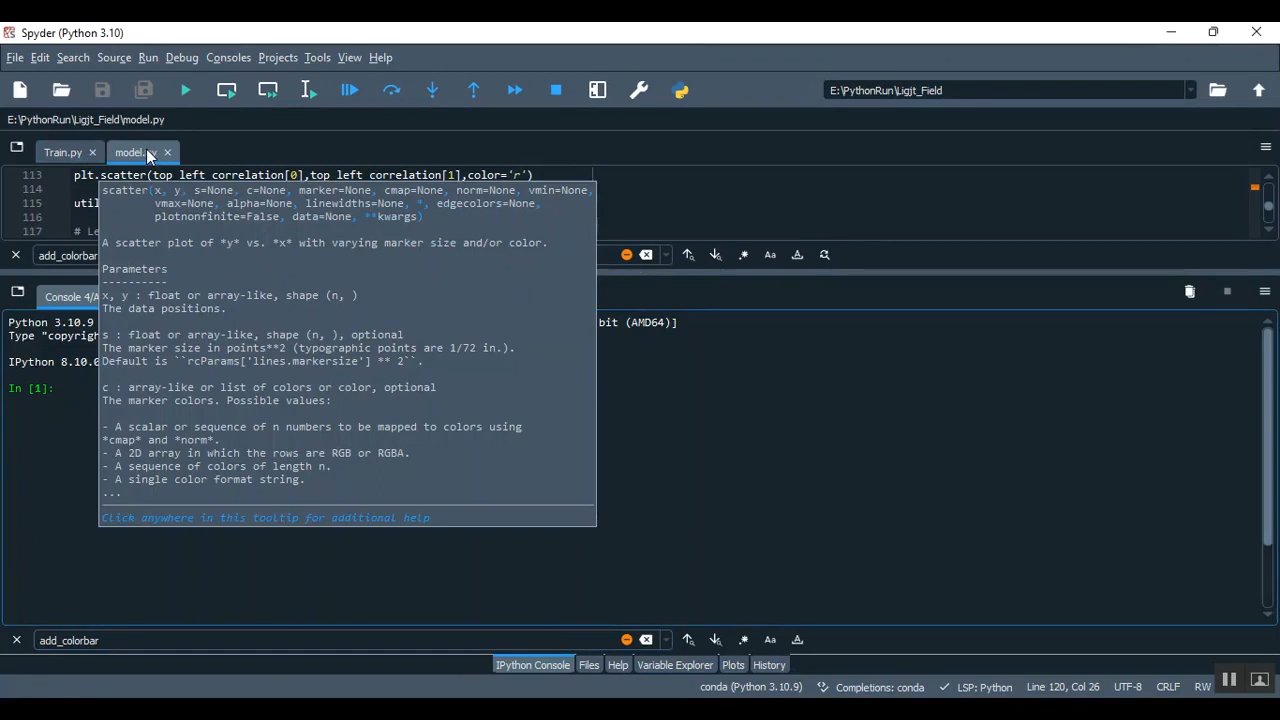 Spyder (Python 3.10)
File Edit Search Source Run Debug Consoles Projects Tools View Help
E:\PythonRun\Ligjt_Field
E:\PythonRun\Ligjt_Field\model.py
Train.py model.
113 plt.scatter(top_left_correlation[0],top_left_correlation[1],color='r')
114
115 util
116
117 # Le
scatter(x, y, s=None, c=None, marker=None, cmap=None, norm=None, vmin=None,
vmax=None, alpha=None, linewidths=None, *, edgecolors=None,
plotnonfinite=False, data=None, **kwargs)
A scatter plot of *y* vs. *x* with varying marker size and/or color.
Parameters
----------
x, y : float or array-like, shape (n, )
The data positions.
s : float or array-like, shape (n, ), optional
The marker size in points**2 (typographic points are 1/72 in.).
Default is ``rcParams['lines.markersize'] ** 2``.
c : array-like or list of colors or color, optional
The marker colors. Possible values:
- A scalar or sequence of n numbers to be mapped to colors using
*cmap* and *norm*.
- A 2D array in which the rows are RGB or RGBA.
- A sequence of colors of length n.
- A single color format string.
...
Click anywhere in this tooltip for additional help
add_colorbar
Aa
Console 4/A
Python 3.10.9 bit (AMD64)]
Type "copyrigh
IPython 8.10.0
In [1]:
add_colorbar
Aa
IPython Console Files Help Variable Explorer Plots History
conda (Python 3.10.9) Completions: conda LSP: Python Line 120, Col 26 UTF-8 CRLF RW